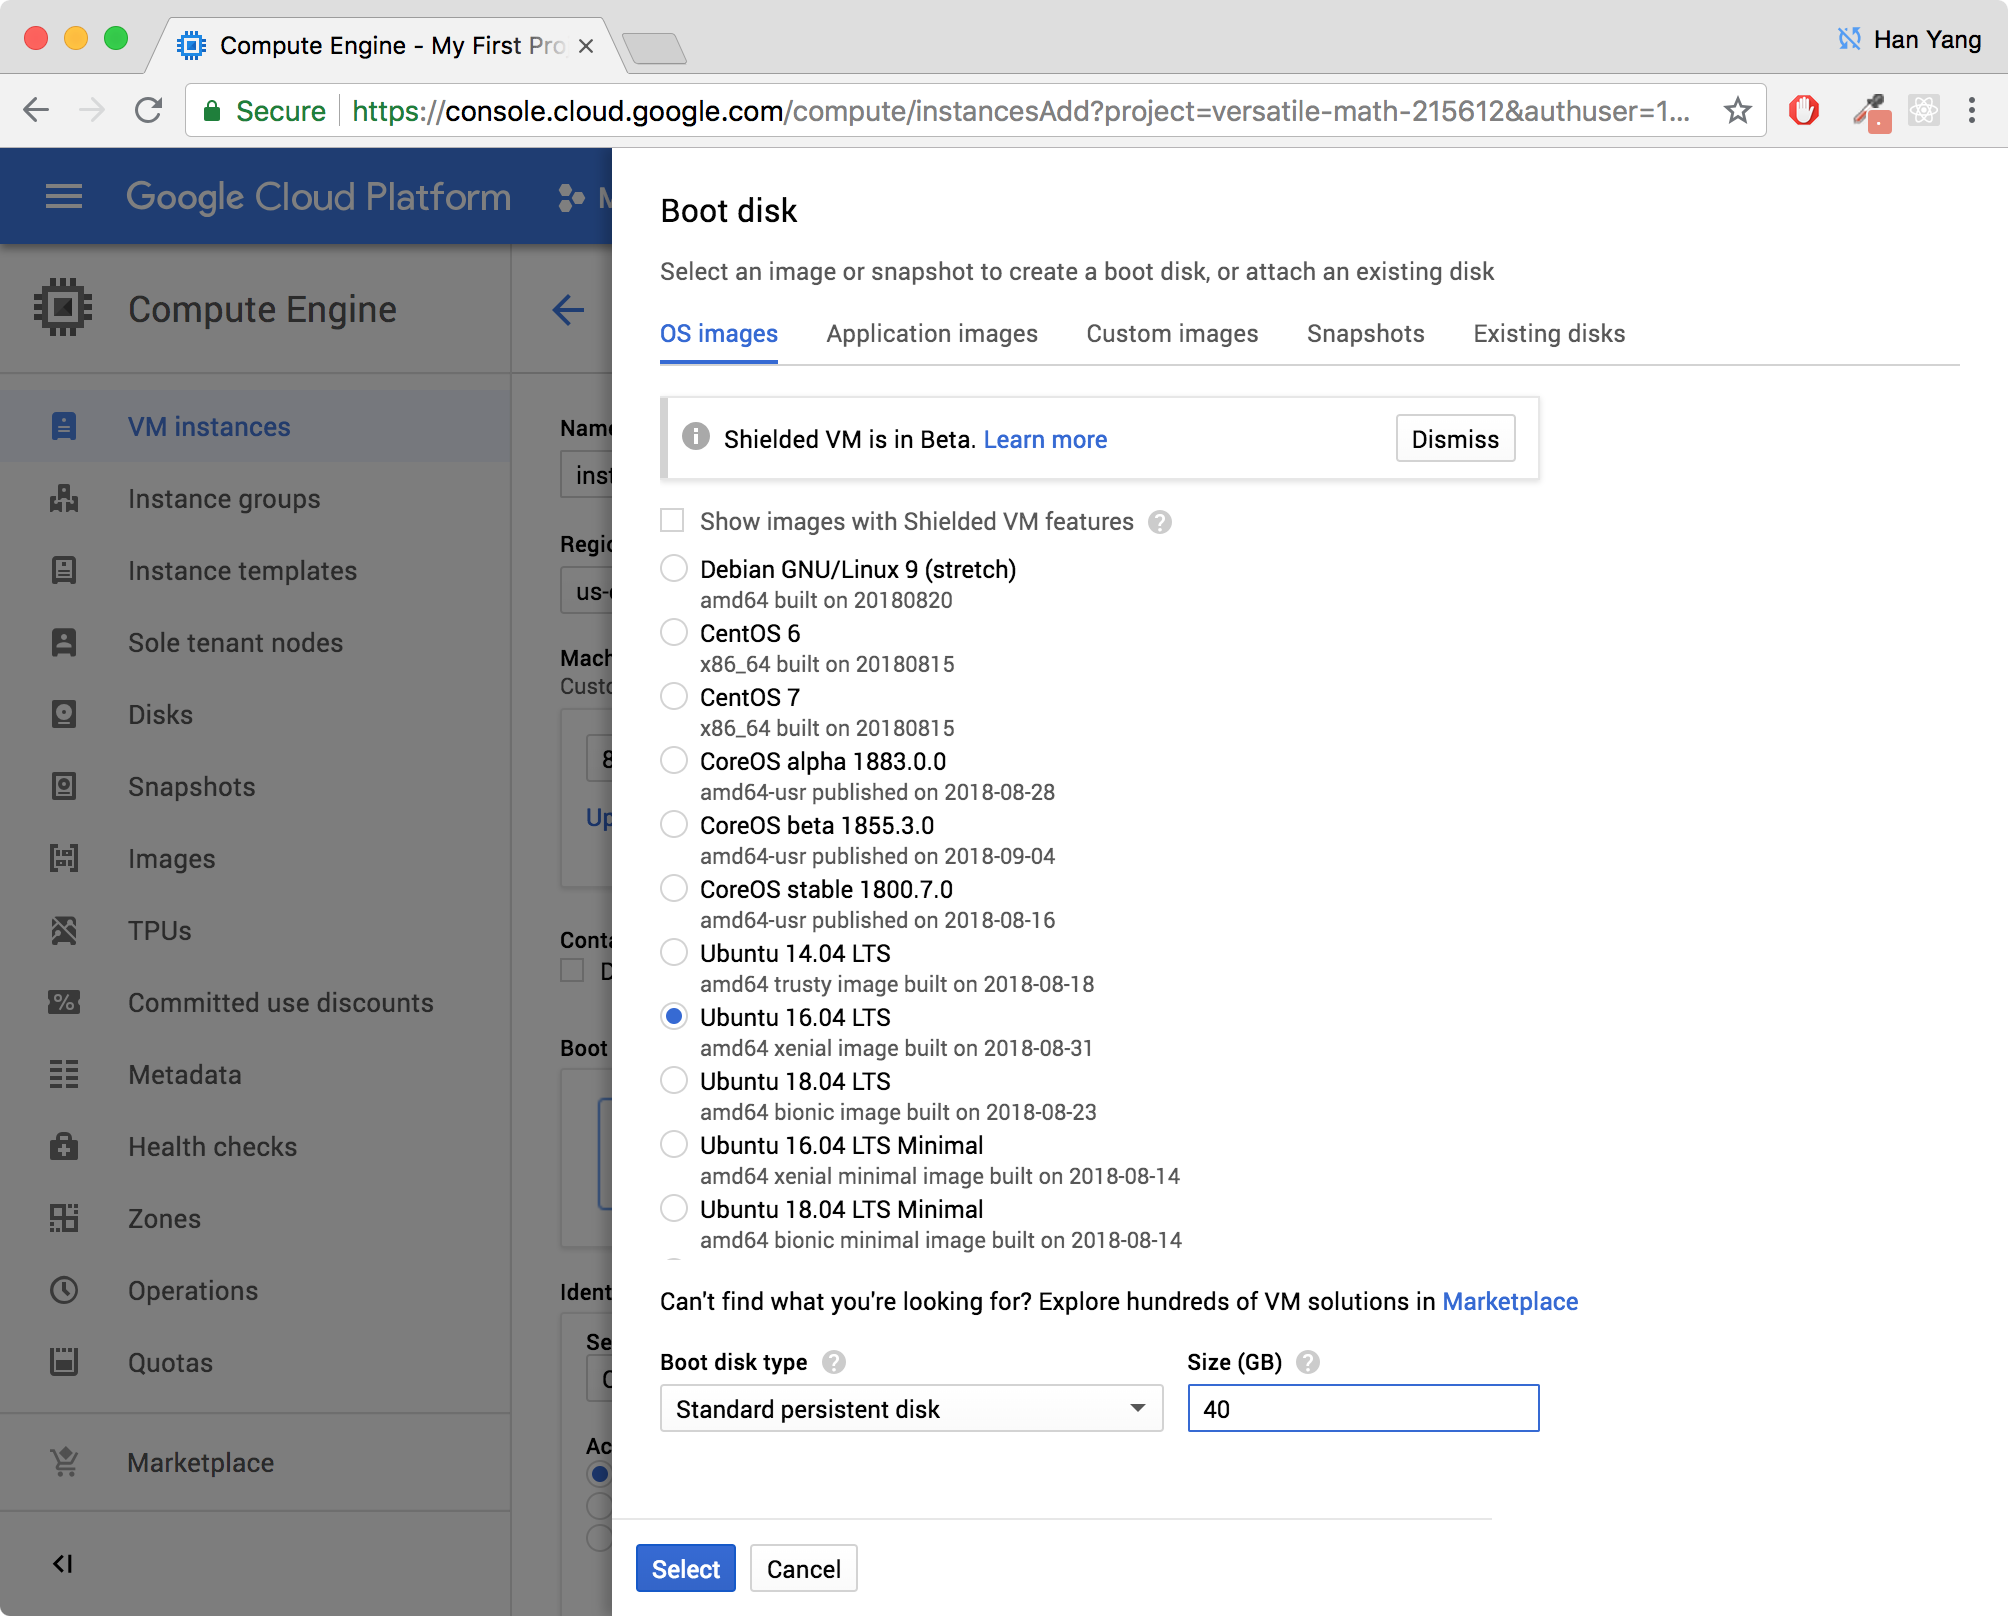 Compute Engine - My First Pro
Han Yang
Secure
https://console.cloud.google.com/compute/instancesAdd?project=versatile-math-215612&authuser=1...
Google Cloud Platform
Compute Engine
VM instances
Instance groups
Instance templates
Sole tenant nodes
Disks
Snapshots
Images
TPUs
Committed use discounts
Metadata
Health checks
Zones
Operations
Quotas
Marketplace
Boot
Boot disk
Select an image or snapshot to create a boot disk, or attach an existing disk
OS images
Application images
Custom images
Snapshots
Existing disks
Shielded VM is in Beta. Learn more
Dismiss
Show images with Shielded VM features
Debian GNU/Linux 9 (stretch)
amd64 built on 20180820
CentOS 6
x86_64 built on 20180815
CentOS 7
x86_64 built on 20180815
CoreOS alpha 1883.0.0
amd64-usr published on 2018-08-28
CoreOS beta 1855.3.0
amd64-usr published on 2018-09-04
CoreOS stable 1800.7.0
amd64-usr published on 2018-08-16
Ubuntu 14.04 LTS
amd64 trusty image built on 2018-08-18
Ubuntu 16.04 LTS
amd64 xenial image built on 2018-08-31
Ubuntu 18.04 LTS
amd64 bionic image built on 2018-08-23
Ubuntu 16.04 LTS Minimal
amd64 xenial minimal image built on 2018-08-14
Ubuntu 18.04 LTS Minimal
amd64 bionic minimal image built on 2018-08-14
Can't find what you're looking for? Explore hundreds of VM solutions in Marketplace
Boot disk type
Standard persistent disk
Size (GB)
40
Select
Cancel